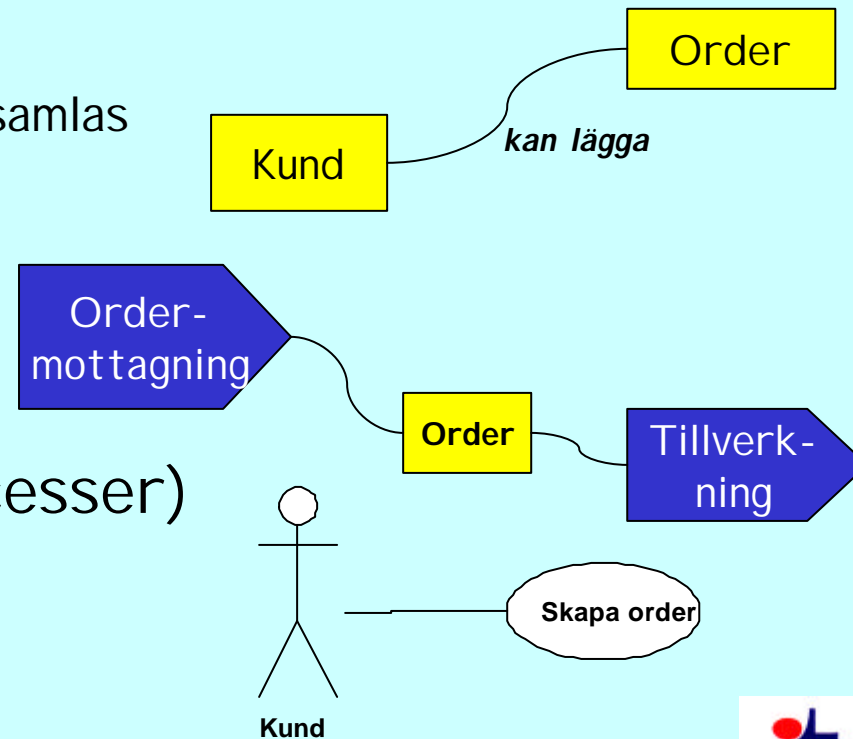 Order
samlas
kan lägga
Kund
Order-
mottagning
Order
Tillverk-
ning
esser)
Skapa order
Kund